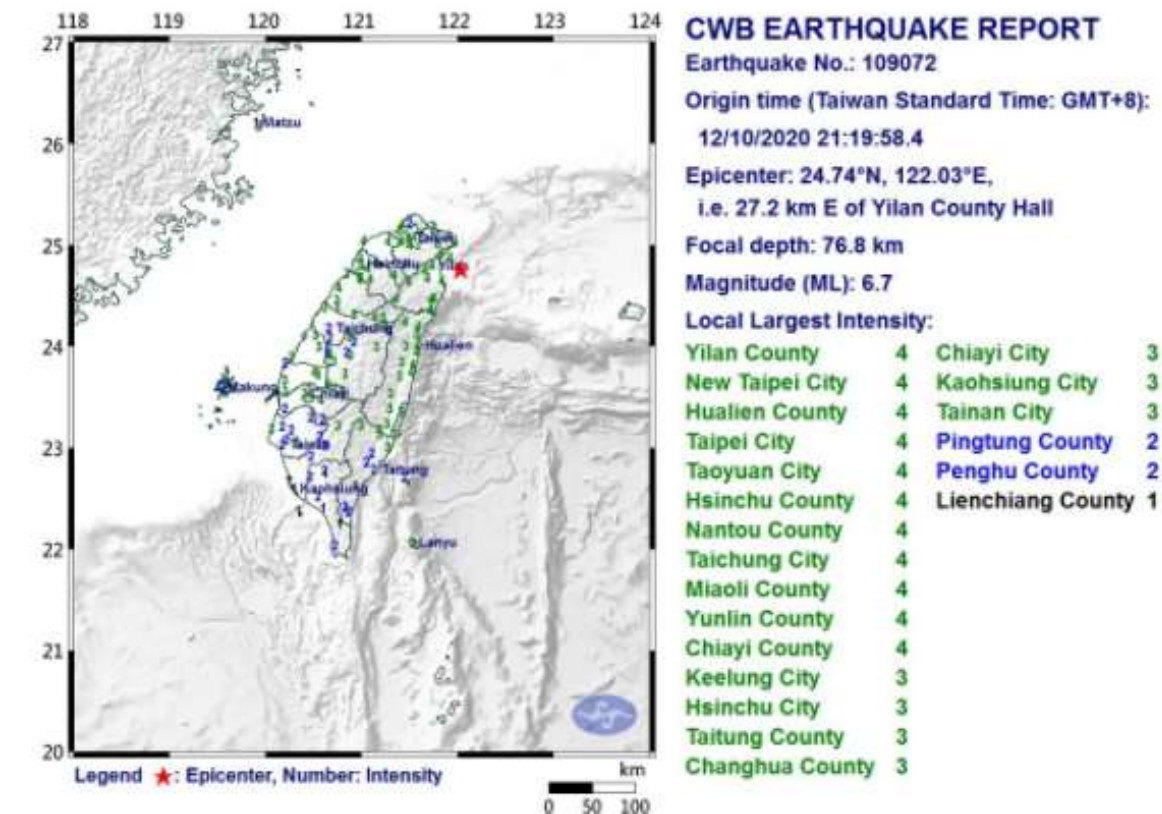 118 119 120 121 122 123 124
27
26
25
24
23
22
21
20
Matzu
Taipei
Hsinchu
Yilan
Taichung
Hualien
Makung
Chiayi
Tainan
Taitung
Kaohsiung
Lanyu
Legend ★: Epicenter, Number: Intensity
km
0 50 100
CWB EARTHQUAKE REPORT
Earthquake No.: 109072
Origin time (Taiwan Standard Time: GMT+8):
12/10/2020 21:19:58.4
Epicenter: 24.74°N, 122.03°E,
i.e. 27.2 km E of Yilan County Hall
Focal depth: 76.8 km
Magnitude (ML): 6.7
Local Largest Intensity:
Yilan County 4 Chiayi City 3
New Taipei City 4 Kaohsiung City 3
Hualien County 4 Tainan City 3
Taipei City 4 Pingtung County 2
Taoyuan City 4 Penghu County 2
Hsinchu County 4 Lienchiang County 1
Nantou County 4
Taichung City 4
Miaoli County 4
Yunlin County 4
Chiayi County 4
Keelung City 3
Hsinchu City 3
Taitung County 3
Changhua County 3